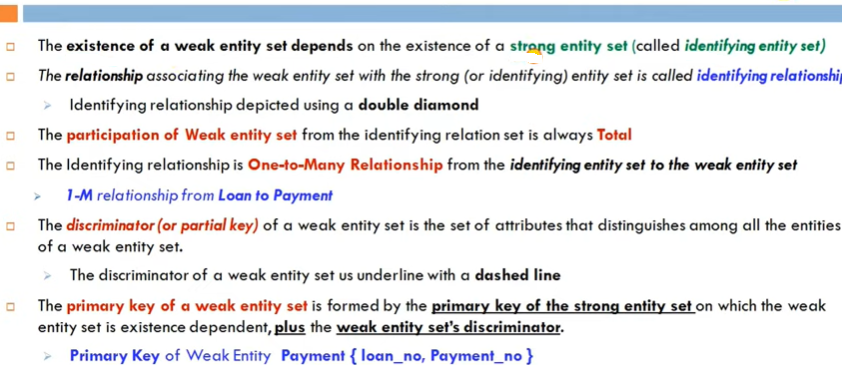 The existence of a weak entity set depends on the existence of a strong entity set (called identifying entity set)
The relationship associating the weak entity set with the strong (or identifying) entity set is called identifying relationship
Identifying relationship depicted using a double diamond
The participation of Weak entity set from the identifying relation set is always Total
The Identifying relationship is One-to-Many Relationship from the identifying entity set to the weak entity set
1-M relationship from Loan to Payment
The discriminator (or partial key) of a weak entity set is the set of attributes that distinguishes among all the entities
of a weak entity set.
The discriminator of a weak entity set us underline with a dashed line
The primary key of a weak entity set is formed by the primary key of the strong entity set on which the weak
entity set is existence dependent, plus the weak entity set's discriminator.
Primary Key of Weak Entity Payment { loan_no, Payment_no }